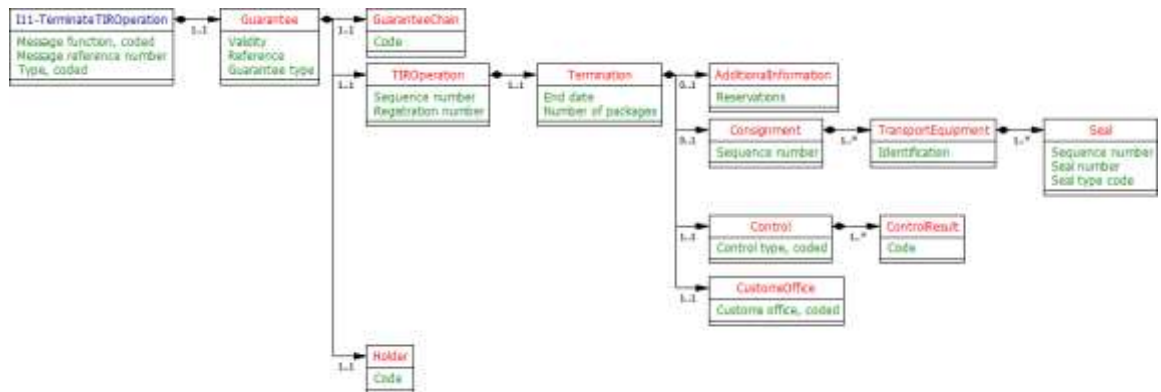 I11-TerminateTIROperation
Message function, coded
Message reference number
Type, coded
1..1
Guarantee
Validity
Reference
Guarantee type
1..1
GuaranteeChain
Code
1..1
TIROperation
Sequence number
Registration number
1..1
Termination
End date
Number of packages
0..1
AdditionalInformation
Reservations
0..1
Consignment
Sequence number
1..*
TransportEquipment
Identification
1..*
Seal
Sequence number
Seal number
Seal type code
1..1
Control
Control type, coded
1..*
ControlResult
Code
1..1
CustomsOffice
Customs office, coded
1..1
Holder
Code